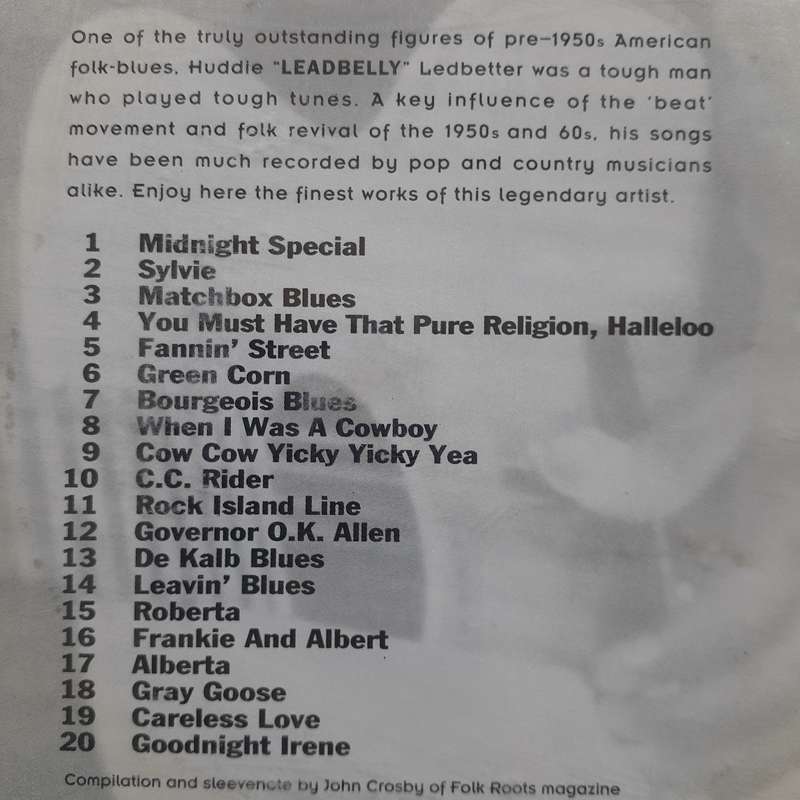 One of the truly outstanding figures of pre-1950s American
folk-blues, Huddie "LEADBELLY" Ledbetter was a tough man
who played tough tunes. A key influence of the 'beat'
movement and folk revival of the 1950s and 60s, his songs
have been much recorded by pop and country musicians
alike. Enjoy here the finest works of this legendary artist.
1 Midnight Special
2 Sylvie
3 Matchbox Blues
4 You Must Have That Pure Religion, Halleloo
5 Fannin' Street
6 Green Corn
7 Bourgeois Blues
8 When I Was A Cowboy
9 Cow Cow Yicky Yicky Yea
10 C.C. Rider
11 Rock Island Line
12 Governor O.K. Allen
13 De Kalb Blues
14 Leavin' Blues
15 Roberta
16 Frankie And Albert
17 Alberta
18 Gray Goose
19 Careless Love
20 Goodnight Irene
Compilation and sleevenote by John Crosby of Folk Roots magazine